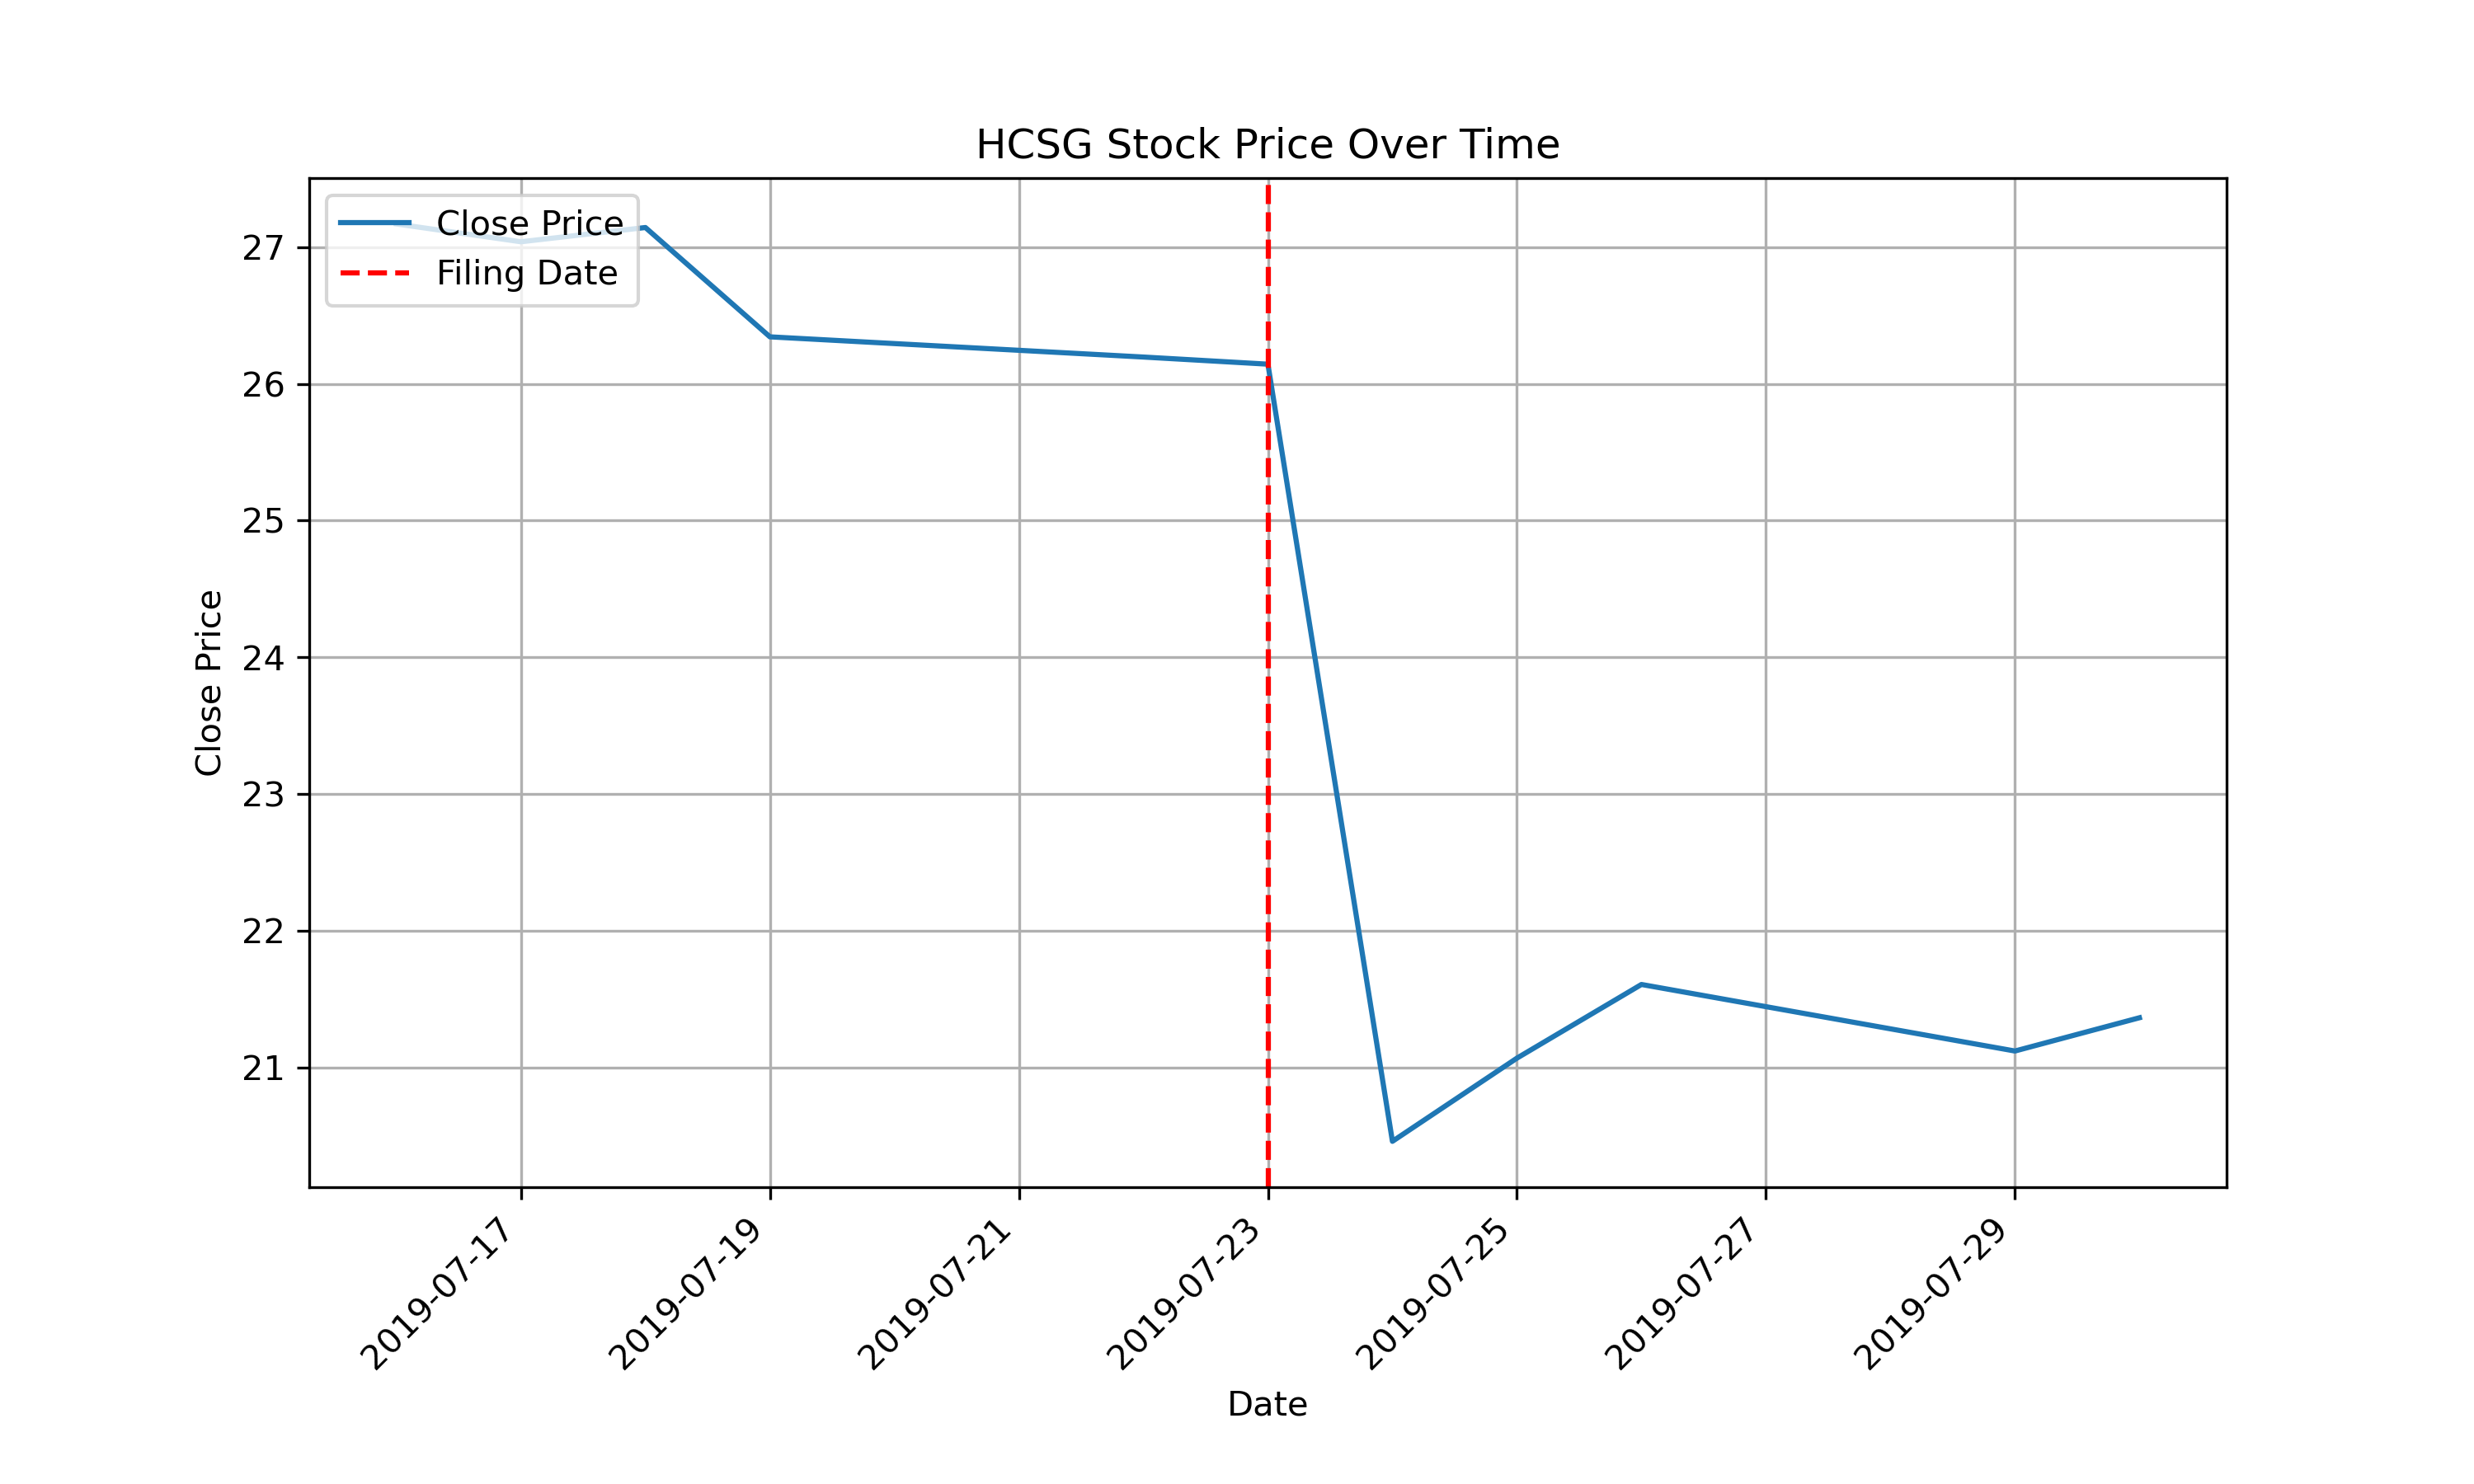 HCSG Stock Price Over Time
Close Price
Filing Date
27
26
25
24
23
22
21
Close Price
2019-07-17
2019-07-19
2019-07-21
2019-07-23
2019-07-25
2019-07-27
2019-07-29
Date